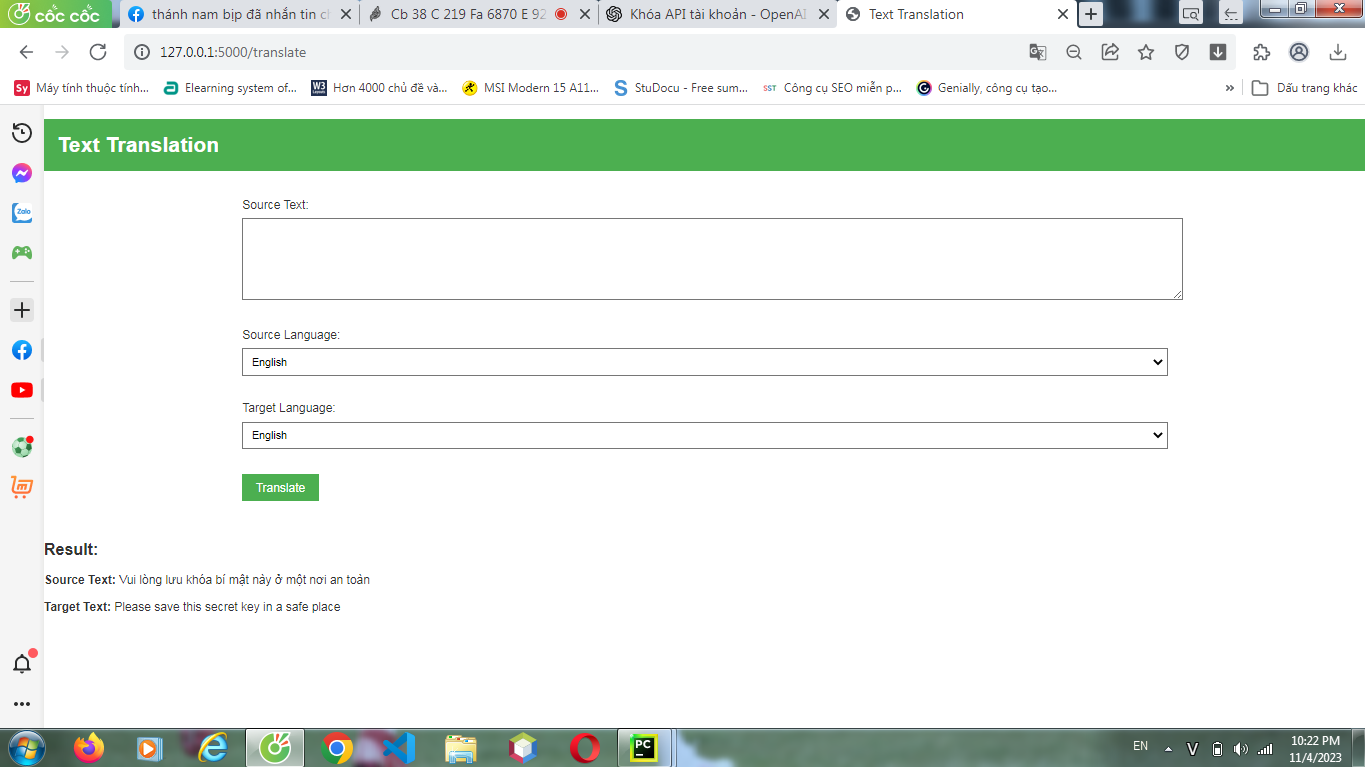 cốc cốc
thánh nam bịp đã nhắn tin ch
Cb 38 C 219 Fa 6870 E 92
Khóa API tài khoản - OpenAI
Text Translation
127.0.0.1:5000/translate
Máy tính thuộc tính...
Elearning system of...
Hơn 4000 chủ đề và...
MSI Modern 15 A11...
StuDocu - Free sum...
Công cụ SEO miễn p...
Genially, công cụ tạo...
»
Dấu trang khác
Text Translation
Source Text:
Source Language:
English
Target Language:
English
Translate
Result:
Source Text: Vui lòng lưu khóa bí mật này ở một nơi an toàn
Target Text: Please save this secret key in a safe place
EN
V
10:22 PM
11/4/2023